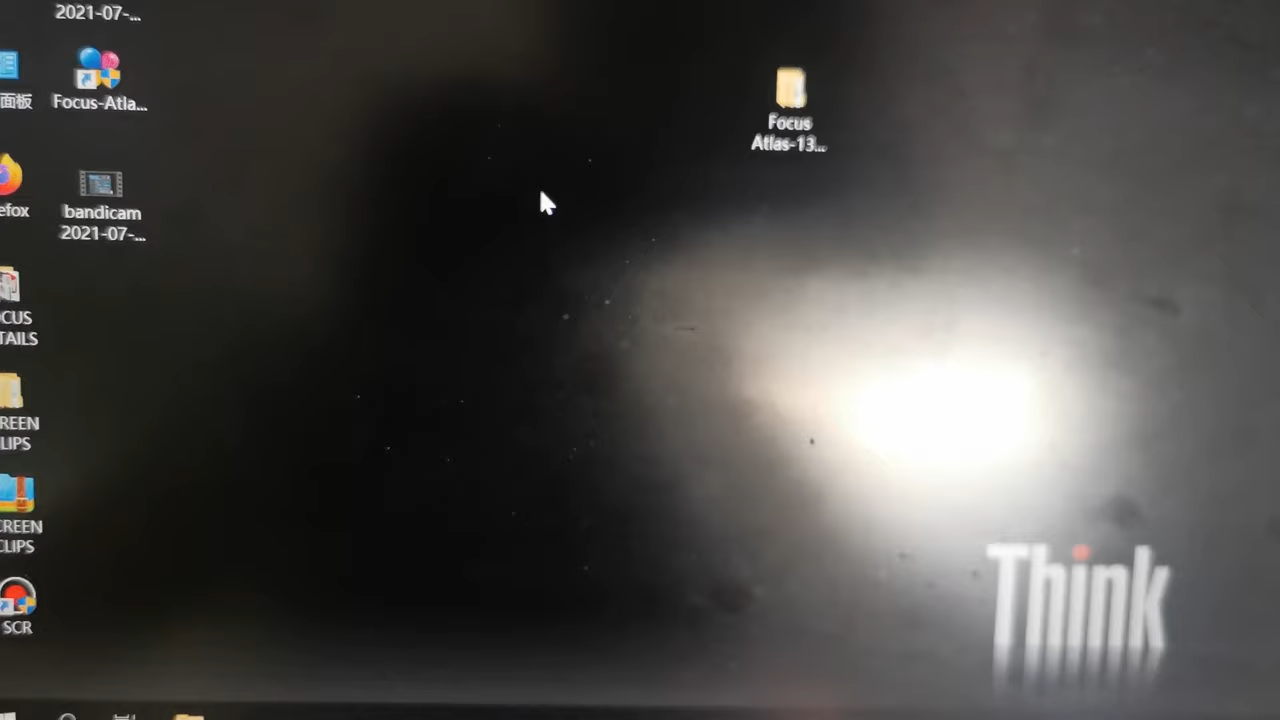 2021-07-...
面板
Focus-Atla...
efox
bandicam
2021-07-...
CUS
TAILS
REEN
LIPS
CREEN
CLIPS
SCR
Focus
Atlas-13...
Think